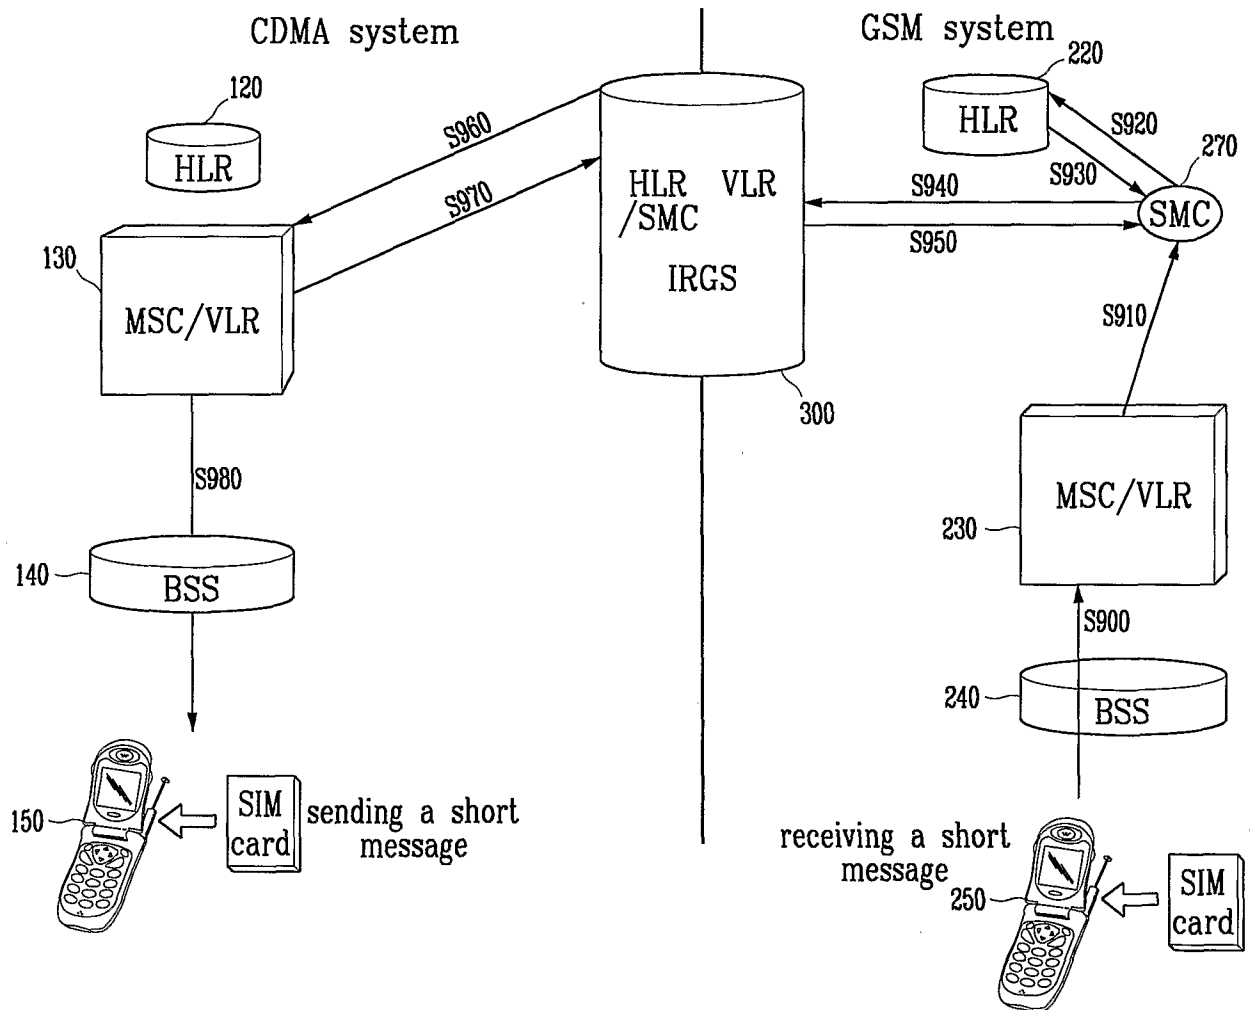 CDMA system
GSM system
120
HLR
S960
S970
130
MSC/VLR
HLR VLR
/SMC
IRGS
300
220
HLR
S920
S930
270
SMC
S940
S950
S910
MSC/VLR
230
S980
140
BSS
S900
240
BSS
150
SIM
card
sending a short
message
receiving a short
message
250
SIM
card